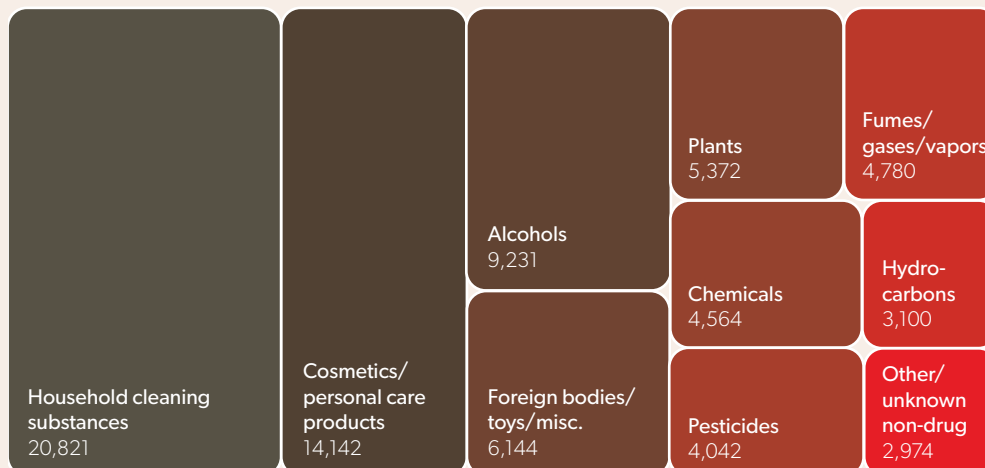 Household cleaning
substances
20,821
Cosmetics/
personal care
products
14,142
Alcohols
9,231
Foreign bodies/
toys/misc.
6,144
Plants
5,372
Fumes/
gases/vapors
4,780
Chemicals
4,564
Hydro-
carbons
3,100
Pesticides
4,042
Other/
unknown
non-drug
2,974